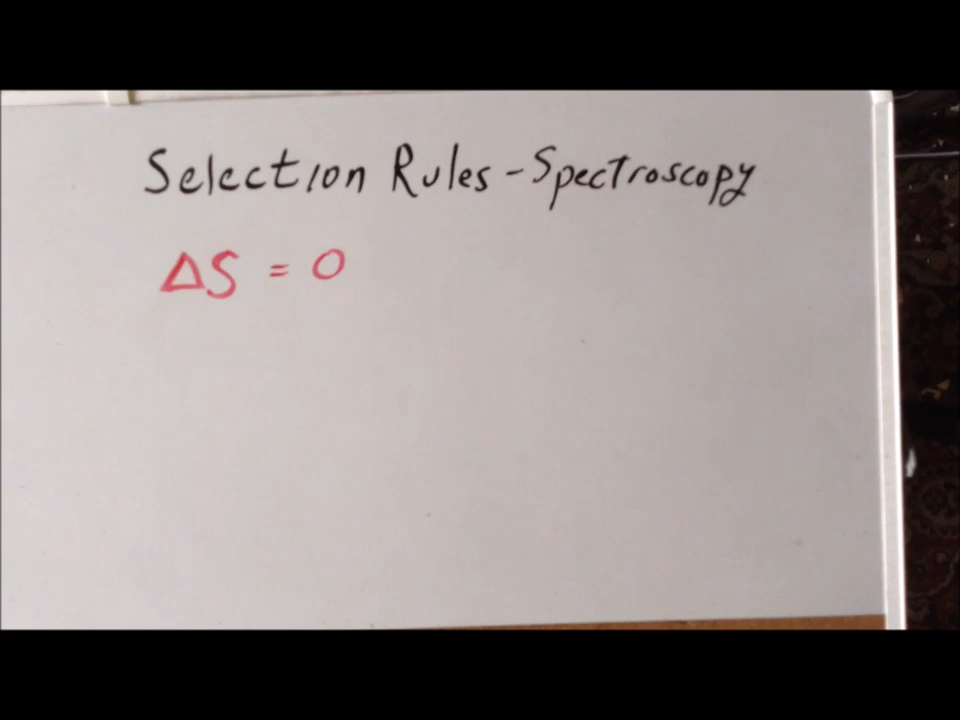 Selection Rules - Spectroscopy
ΔS = 0